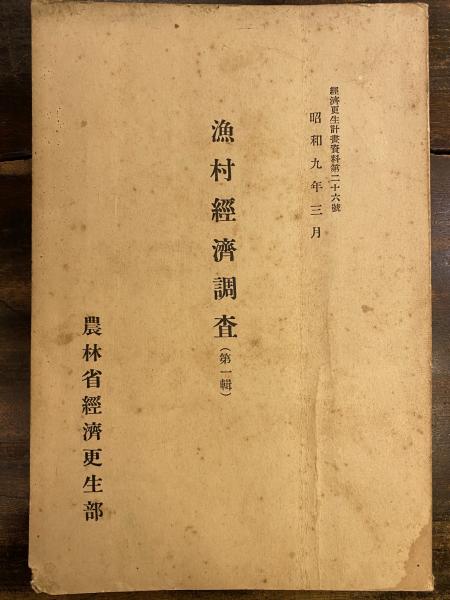 經濟更生計畫資料第二十六號
昭和九年三月
漁村經濟調査(第一輯)
農林省經濟更生部